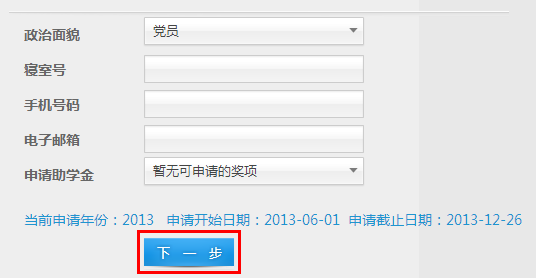 政治面貌 党员
寝室号
手机号码
电子邮箱
申请助学金 暂无可申请的奖项
当前申请年份：2013 申请开始日期：2013-06-01 申请截止日期：2013-12-26
下 一 步